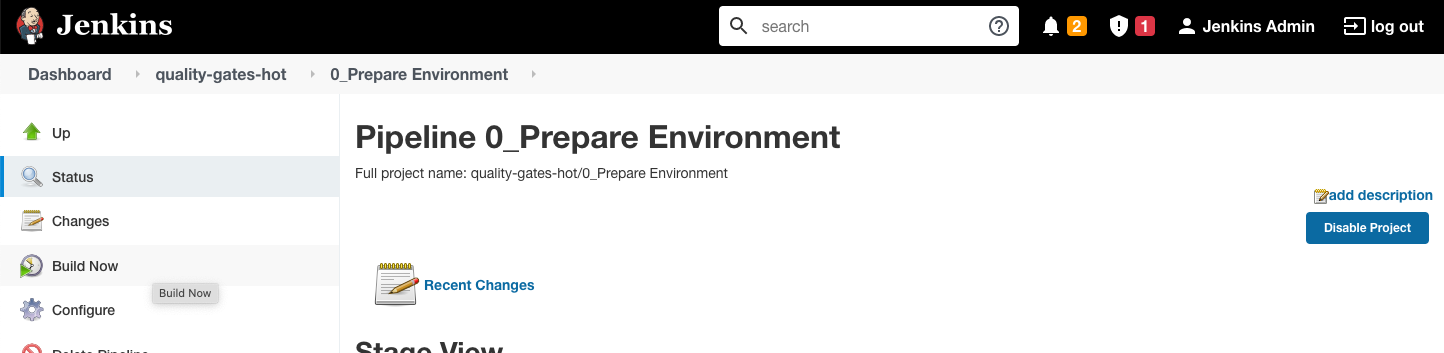 Jenkins
search
2
1
Jenkins Admin
log out
Dashboard
quality-gates-hot
0_Prepare Environment
Up
Status
Changes
Build Now
Build Now
Configure
Delete Pipeline
Pipeline 0_Prepare Environment
Full project name: quality-gates-hot/0_Prepare Environment
add description
Disable Project
Recent Changes
Stage View